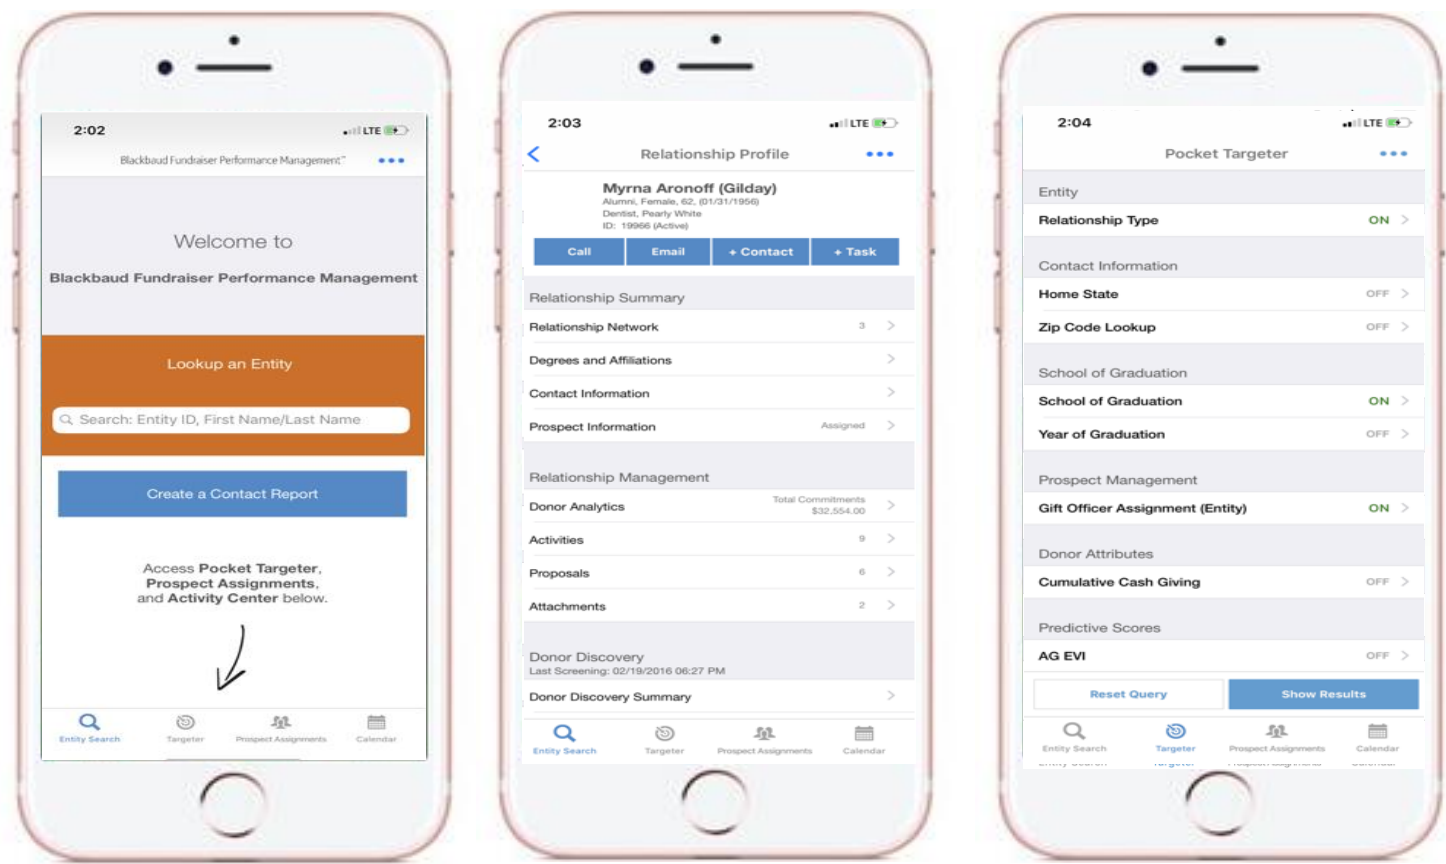 2:02
LTE
Blackbaud Fundraiser Performance Management™
Welcome to
Blackbaud Fundraiser Performance Management
Lookup an Entity
Search: Entity ID, First Name/Last Name
Create a Contact Report
Access Pocket Targeter,
Prospect Assignments,
and Activity Center below.
Entity Search Targeter Prospect Assignments Calendar
2:03
LTE
Relationship Profile
Myrna Aronoff (Gilday)
Alumni, Female, 62, (01/31/1956)
Dentist, Pearly White
ID: 19966 (Active)
Call Email + Contact + Task
Relationship Summary
Relationship Network 3
Degrees and Affiliations
Contact Information
Prospect Information Assigned
Relationship Management
Donor Analytics Total Commitments $32,554.00
Activities 9
Proposals 6
Attachments 2
Donor Discovery
Last Screening: 02/19/2016 06:27 PM
Donor Discovery Summary
Entity Search Targeter Prospect Assignments Calendar
2:04
LTE
Pocket Targeter
Entity
Relationship Type ON
Contact Information
Home State OFF
Zip Code Lookup OFF
School of Graduation
School of Graduation ON
Year of Graduation OFF
Prospect Management
Gift Officer Assignment (Entity) ON
Donor Attributes
Cumulative Cash Giving OFF
Predictive Scores
AG EVI OFF
Reset Query Show Results
Entity Search Targeter Prospect Assignments Calendar